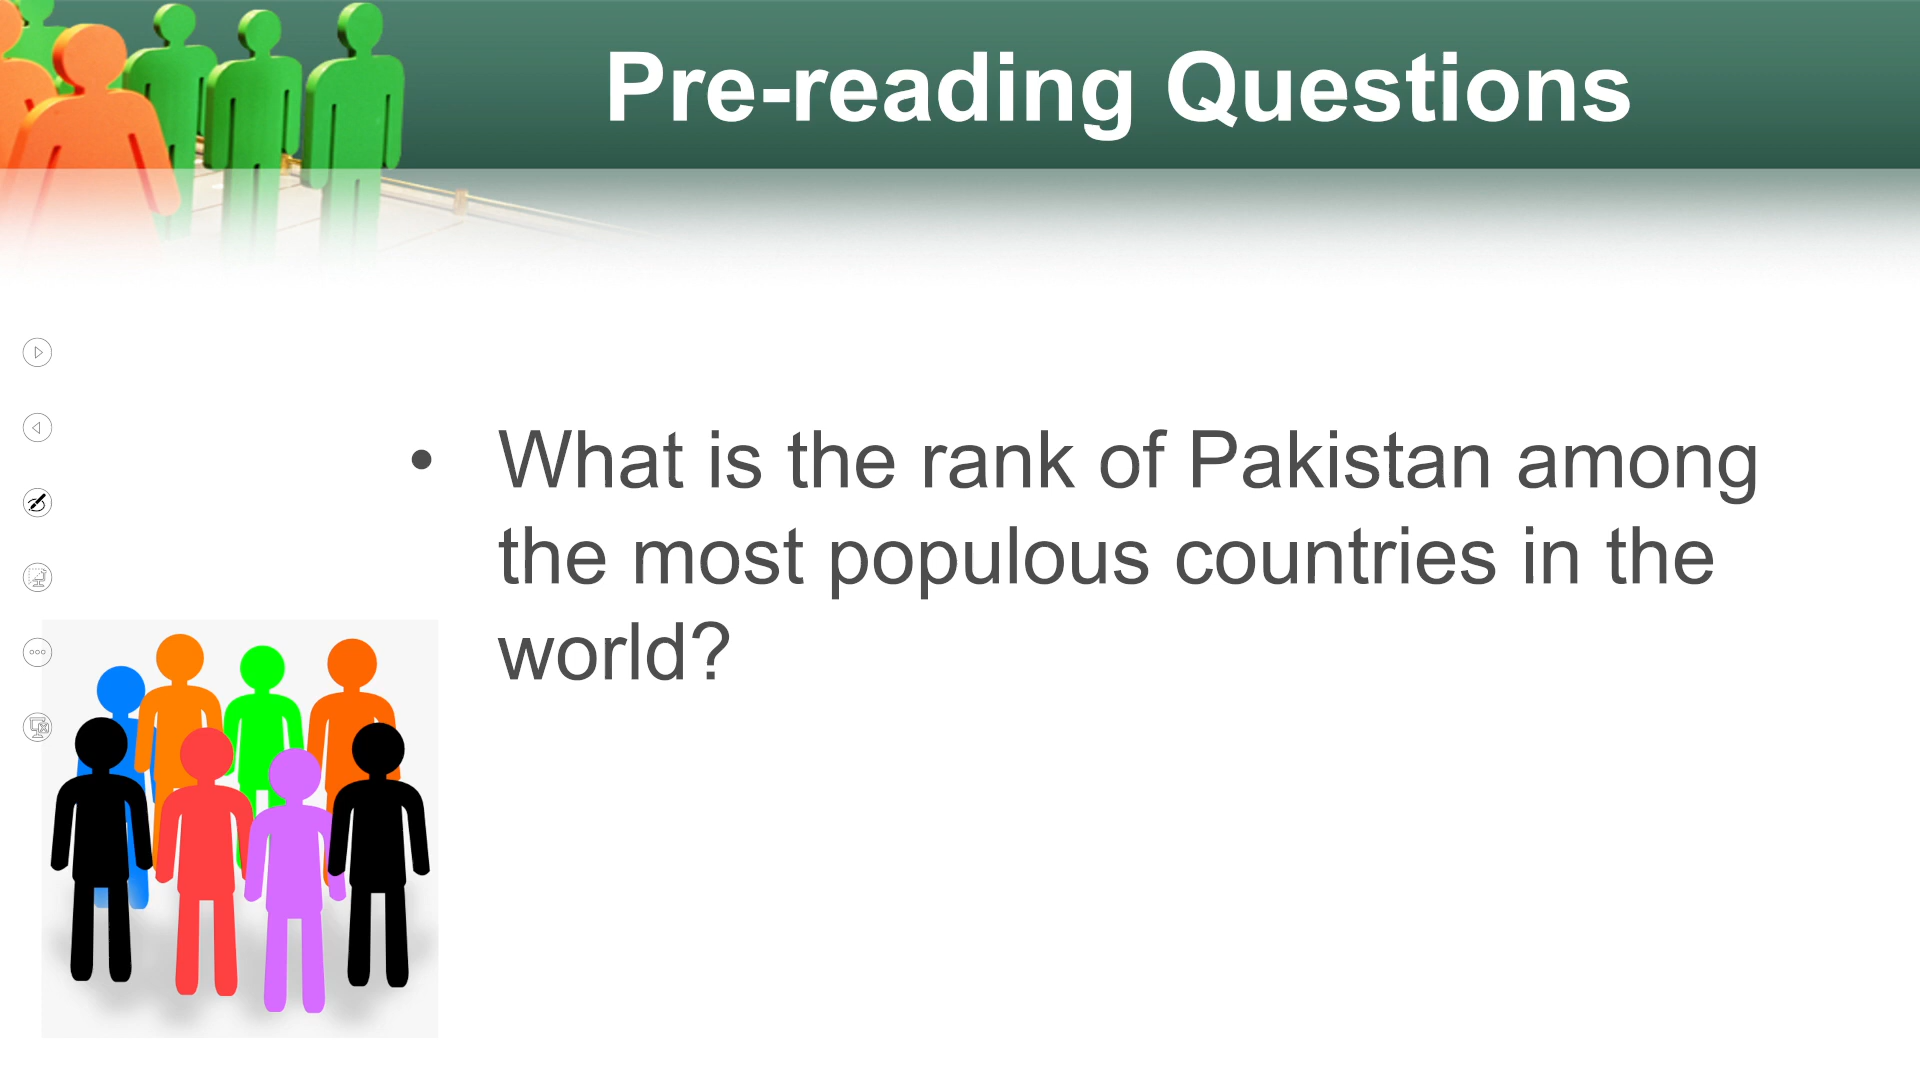 Pre-reading Questions
• What is the rank of Pakistan among
the most populous countries in the
world?